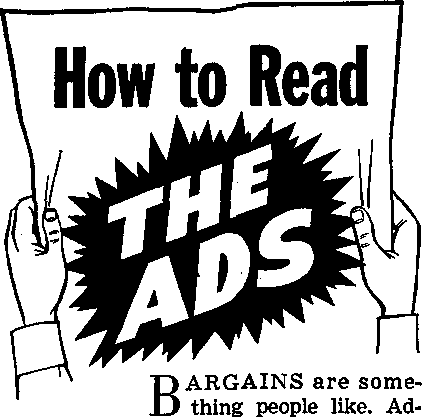 How to Read
THE
ADS
BARGAINS are some-
thing people like. Ad-